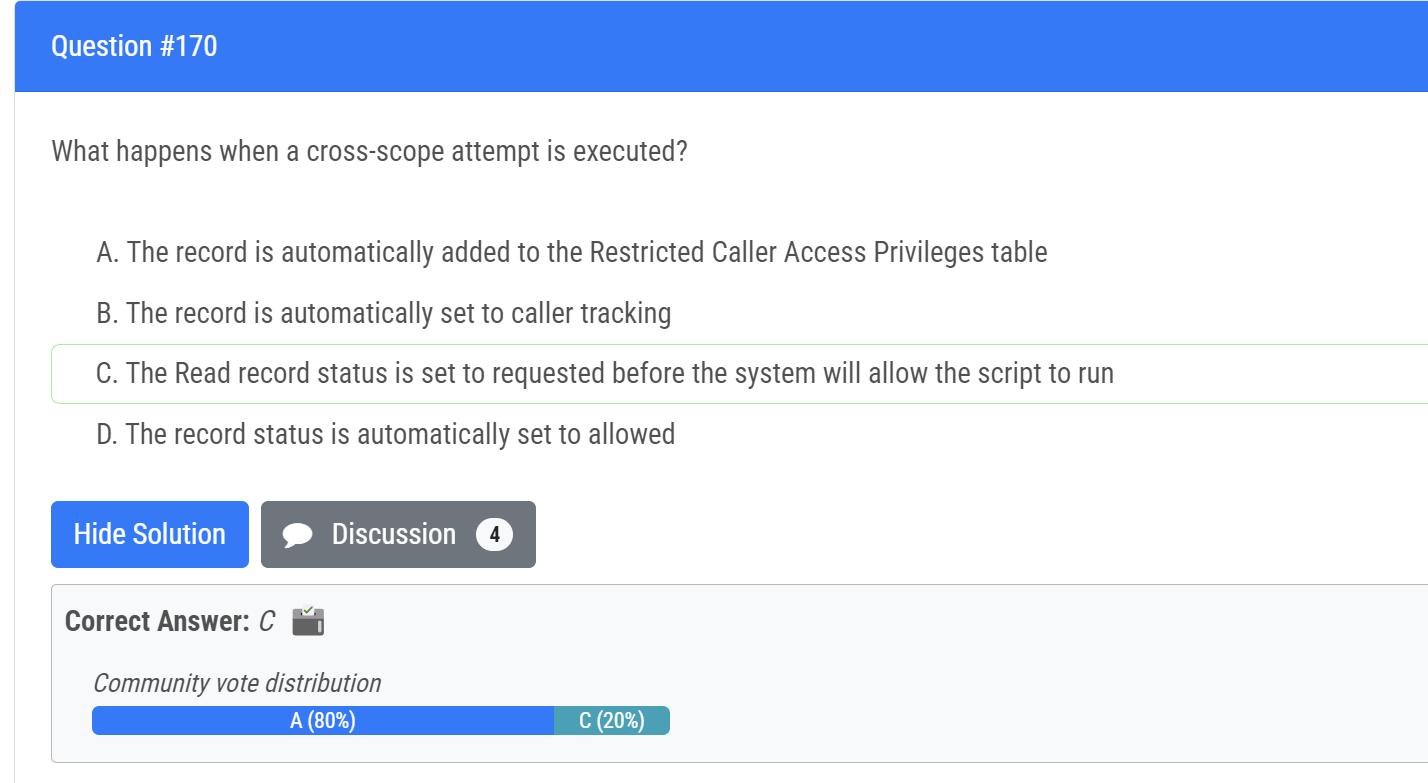 Question #170
What happens when a cross-scope attempt is executed?
A. The record is automatically added to the Restricted Caller Access Privileges table
B. The record is automatically set to caller tracking
C. The Read record status is set to requested before the system will allow the script to run
D. The record status is automatically set to allowed
Hide Solution
Discussion 4
Correct Answer: C
Community vote distribution
A (80%) C (20%)